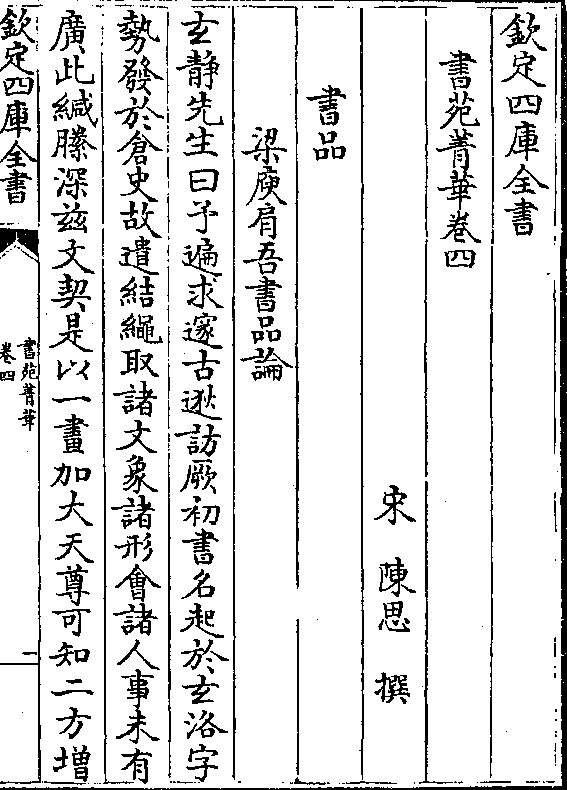 欽定四庫全書
書苑菁華卷四
宋 陳思 撰
書品
梁庾肩吾書品論
玄靜先生曰予遍求邃古逖訪厥初書名起於玄洛字
勢發於倉史故遣結繩取諸文象諸形會諸人事未有
廣此緘縢深兹文契是以一畫加大天尊可知二方增
欽定四庫全書
書苑菁華
卷四
一